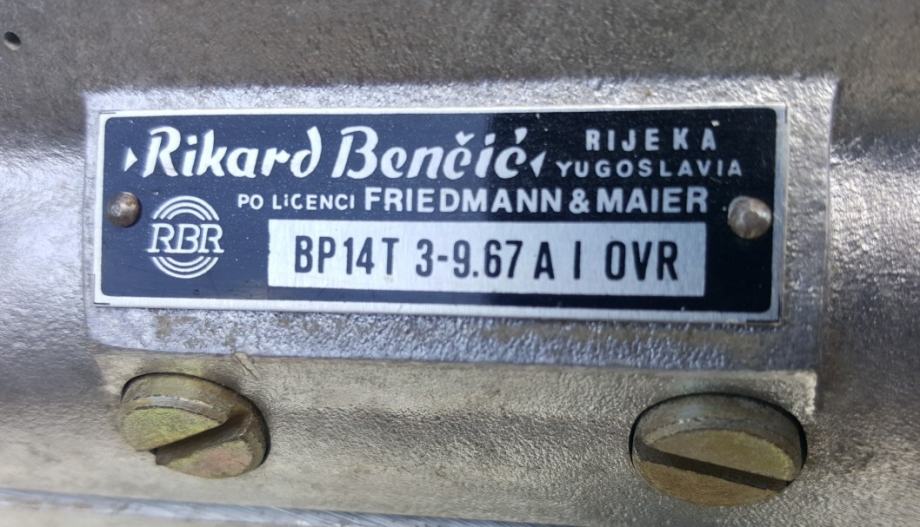 Rikard Benčić RIJEKA
YUGOSLAVIA
PO LICENCI FRIEDMANN & MAIER
RBR
BP14T 3-9.67 A I OVR